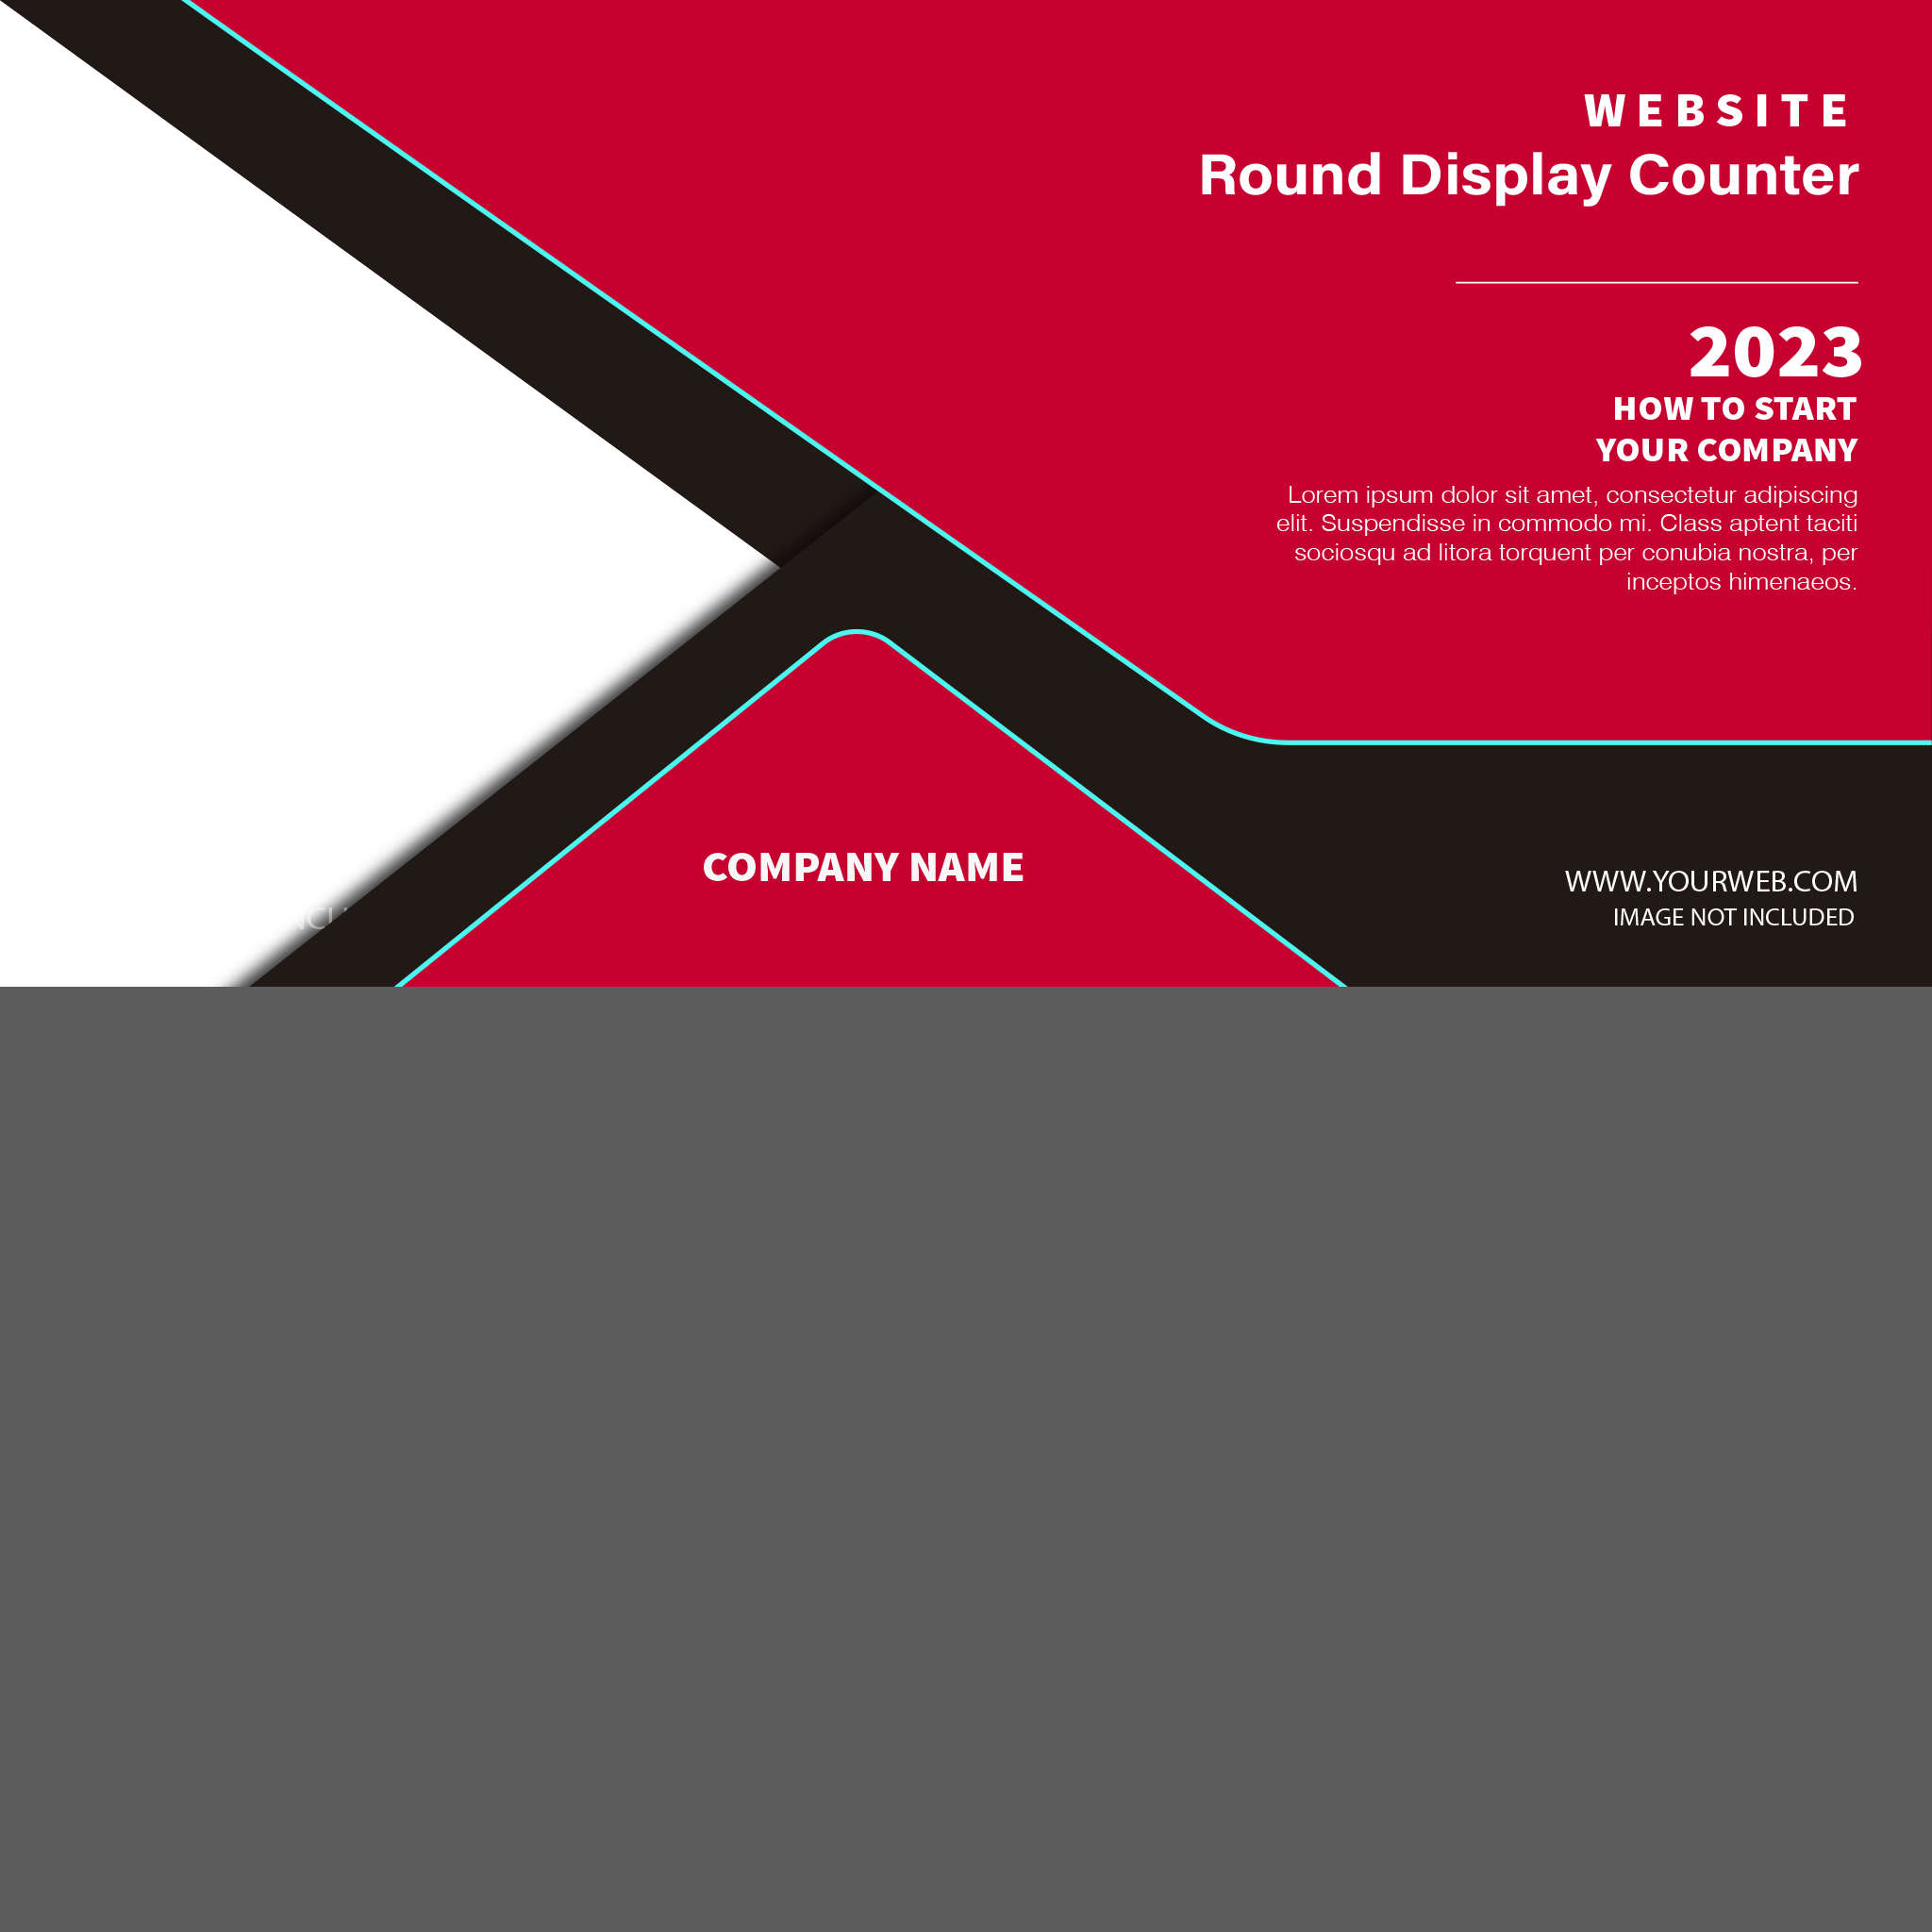 WEBSITE
Round Display Counter
2023
HOW TO START
YOUR COMPANY
Lorem ipsum dolor sit amet, consectetur adipiscing
elit. Suspendisse in commodo mi. Class aptent taciti
sociosqu ad litora torquent per conubia nostra, per
inceptos himenaeos.
COMPANY NAME
WWW.YOURWEB.COM
IMAGE NOT INCLUDED